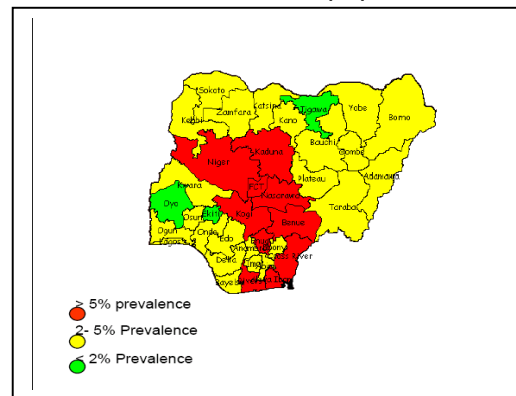 Sokoto
Katsina
Jigawa
Yobe
Borno
Zamfara
Kebbi
Kano
Bauchi
Gombe
Kaduna
Niger
Adamawa
Plateau
FCT
Nasarawa
Kwara
Taraba
Oyo
Ekiti
Kogi
Benue
Osun
Ogun
Ondo
Edo
Lagos
Cross River
Delta
Bayelsa
> 5% prevalence
2- 5% Prevalence
< 2% Prevalence